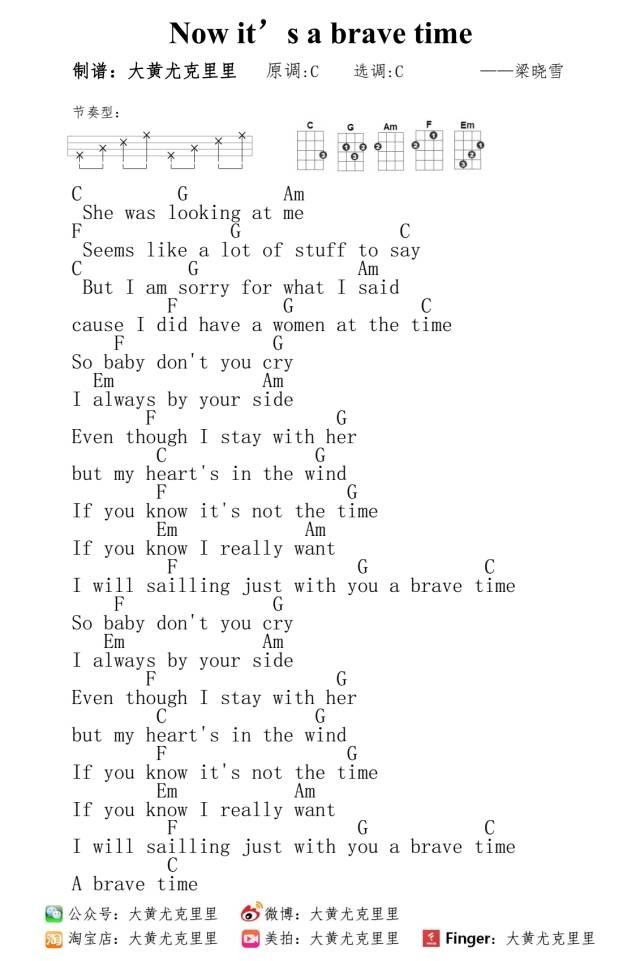 Now it’s a brave time
制谱：大黄尤克里里 原调:C 选调:C ——梁晓雪
节奏型：
C G Am F Em
C G Am
She was looking at me
F G C
Seems like a lot of stuff to say
C G Am
But I am sorry for what I said
F G C
cause I did have a women at the time
F G
So baby don't you cry
Em Am
I always by your side
F G
Even though I stay with her
C G
but my heart's in the wind
F G
If you know it's not the time
Em Am
If you know I really want
F G C
I will sailling just with you a brave time
F G
So baby don't you cry
Em Am
I always by your side
F G
Even though I stay with her
C G
but my heart's in the wind
F G
If you know it's not the time
Em Am
If you know I really want
F G C
I will sailling just with you a brave time
C
A brave time
公众号：大黄尤克里里 微博：大黄尤克里里
淘 淘宝店：大黄尤克里里 美拍：大黄尤克里里 Finger：大黄尤克里里